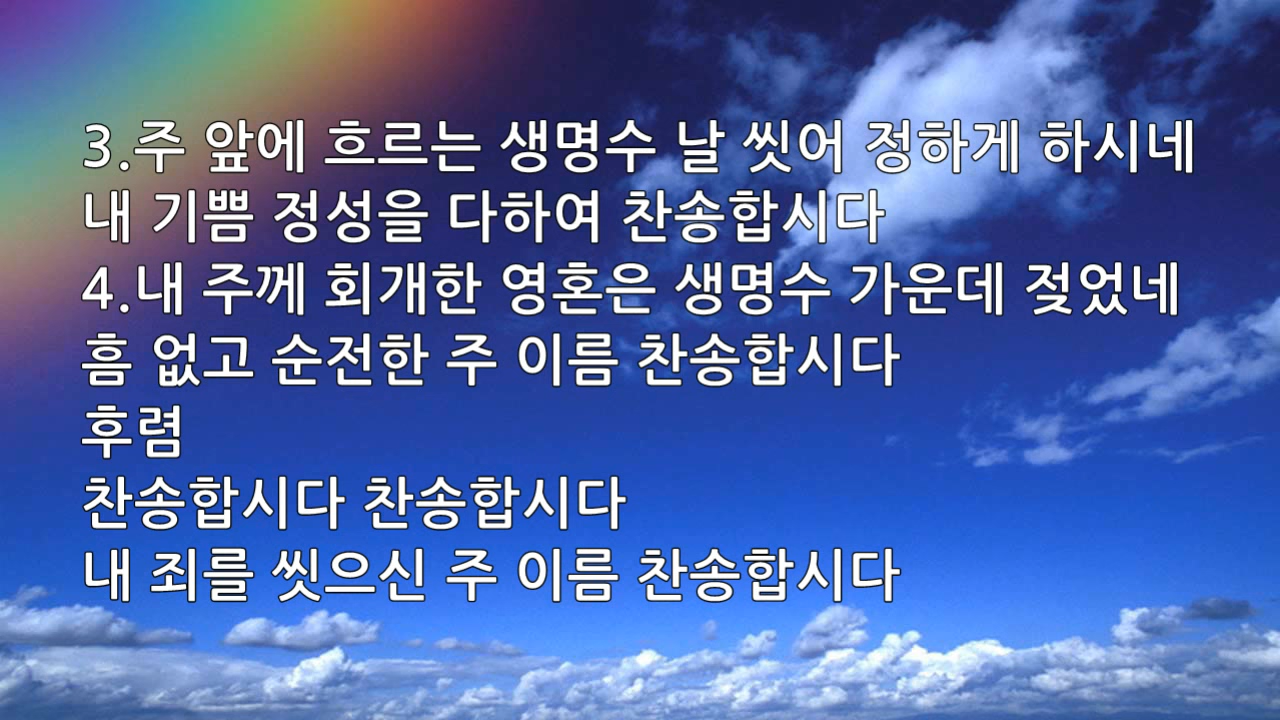 3.주 앞에 흐르는 생명수 날 씻어 정하게 하시네
내 기쁨 정성을 다하여 찬송합시다
4.내 주께 회개한 영혼은 생명수 가운데 젖었네
흠 없고 순전한 주 이름 찬송합시다
후렴
찬송합시다 찬송합시다
내 죄를 씻으신 주 이름 찬송합시다